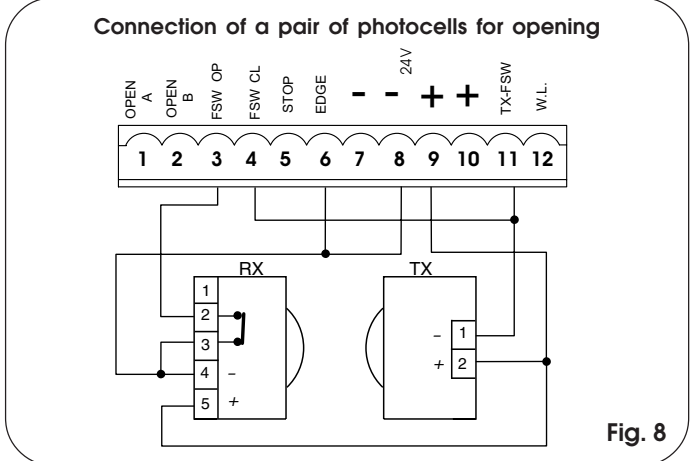 Connection of a pair of photocells for opening
OPEN A
OPEN B
FSW OP
FSW CL
STOP
EDGE
-
-
24V
+
+
TX-FSW
W.L.
1 2 3 4 5 6 7 8 9 10 11 12
RX
1
2
3
4 -
5 +
TX
- 1
+ 2
Fig. 8